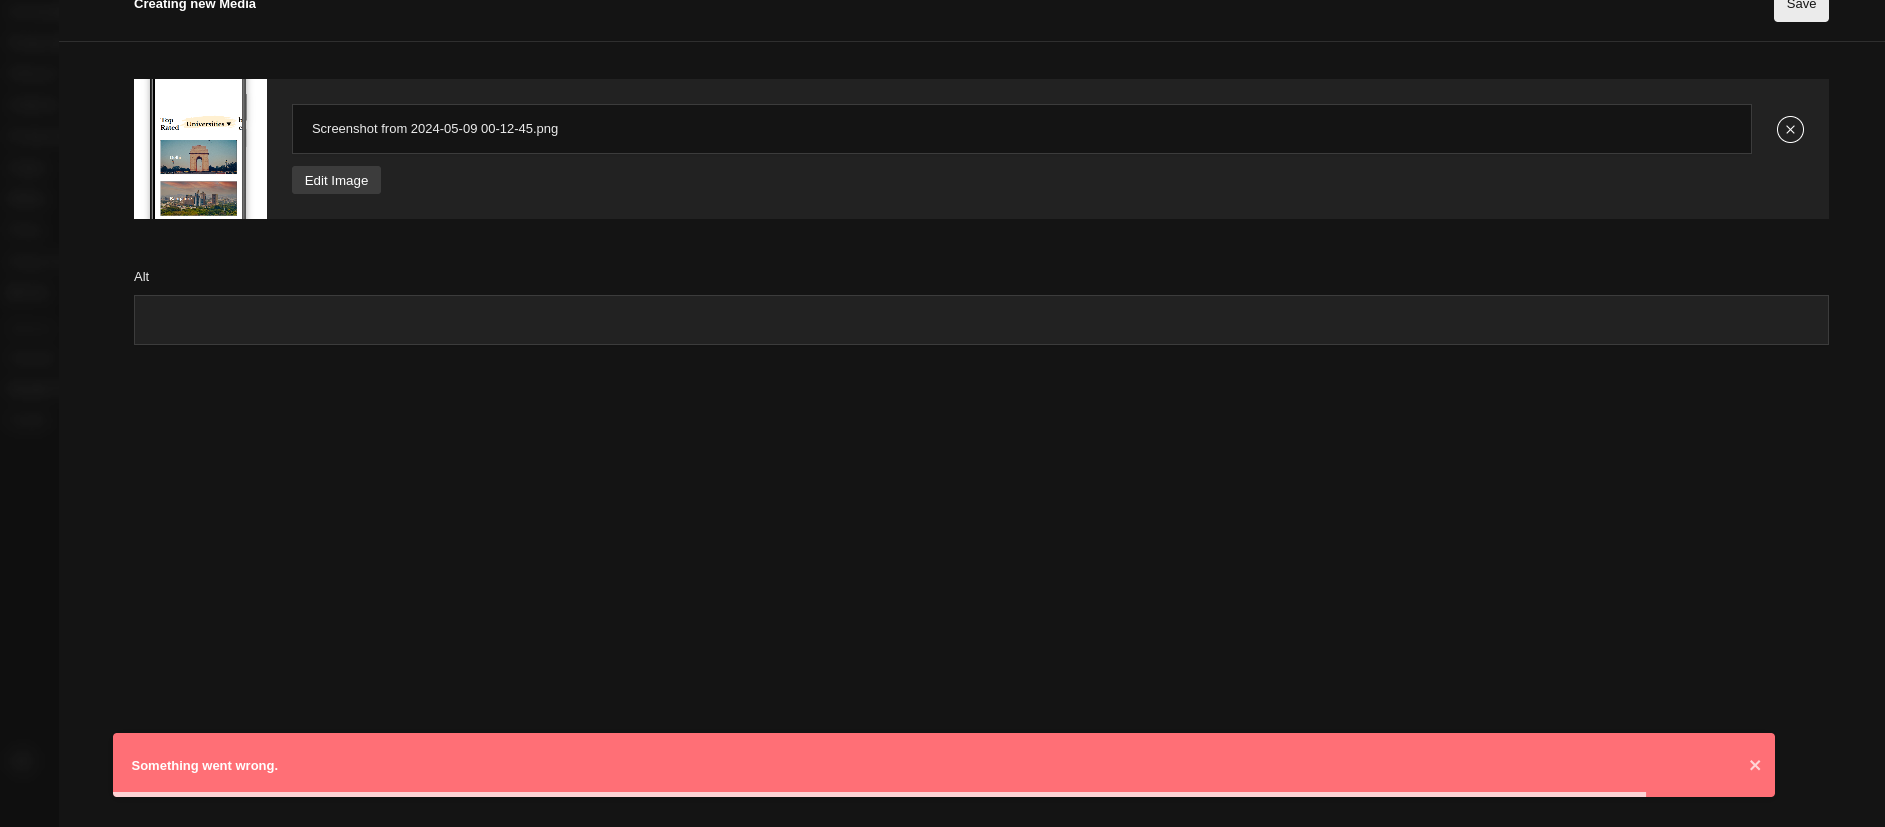 Creating new Media
Save
Top
Rated
Universities ▾
Screenshot from 2024-05-09 00-12-45.png
Edit Image
Alt
Something went wrong.